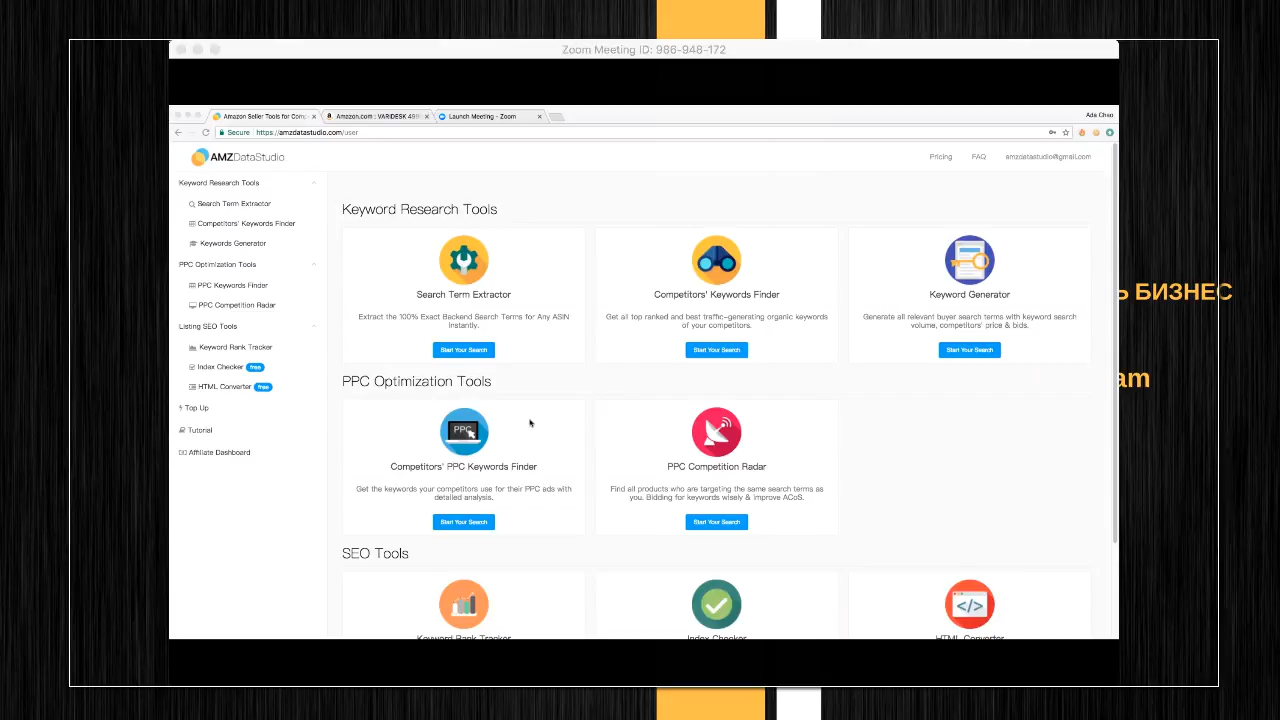 Zoom Meeting ID: 986-948-172
Amazon Seller Tools for Comp
Amazon.com : VARIDESK
Launch Meeting - Zoom
Ada Chao
Secure
https://amzdatastudio.com/user
AMZDataStudio
Pricing
FAQ
amzdatastudio@gmail.com
Keyword Research Tools
Search Term Extractor
Competitors' Keywords Finder
Keywords Generator
PPC Optimization Tools
PPC Keywords Finder
PPC Competition Radar
Listing SEO Tools
Keyword Rank Tracker
Index Checker free
HTML Converter free
Top Up
Tutorial
Affiliate Dashboard
Keyword Research Tools
Search Term Extractor
Extract the 100% Exact Backend Search Terms for Any ASIN
Instantly.
Start Your Search
Competitors' Keywords Finder
Get all top ranked and best traffic-generating organic keywords
of your competitors.
Start Your Search
Keyword Generator
Generate all relevant buyer search terms with keyword search
volume, competitors' price & bids.
Start Your Search
PPC Optimization Tools
PPC
Competitors' PPC Keywords Finder
Get the keywords your competitors use for their PPC ads with
detailed analysis.
Start Your Search
PPC Competition Radar
Find all products who are targeting the same search terms as
you. Bidding for keywords wisely & improve ACoS.
Start Your Search
SEO Tools
Keyword Rank Tracker
Index Checker
HTML Converter
Ь БИЗНЕС
am